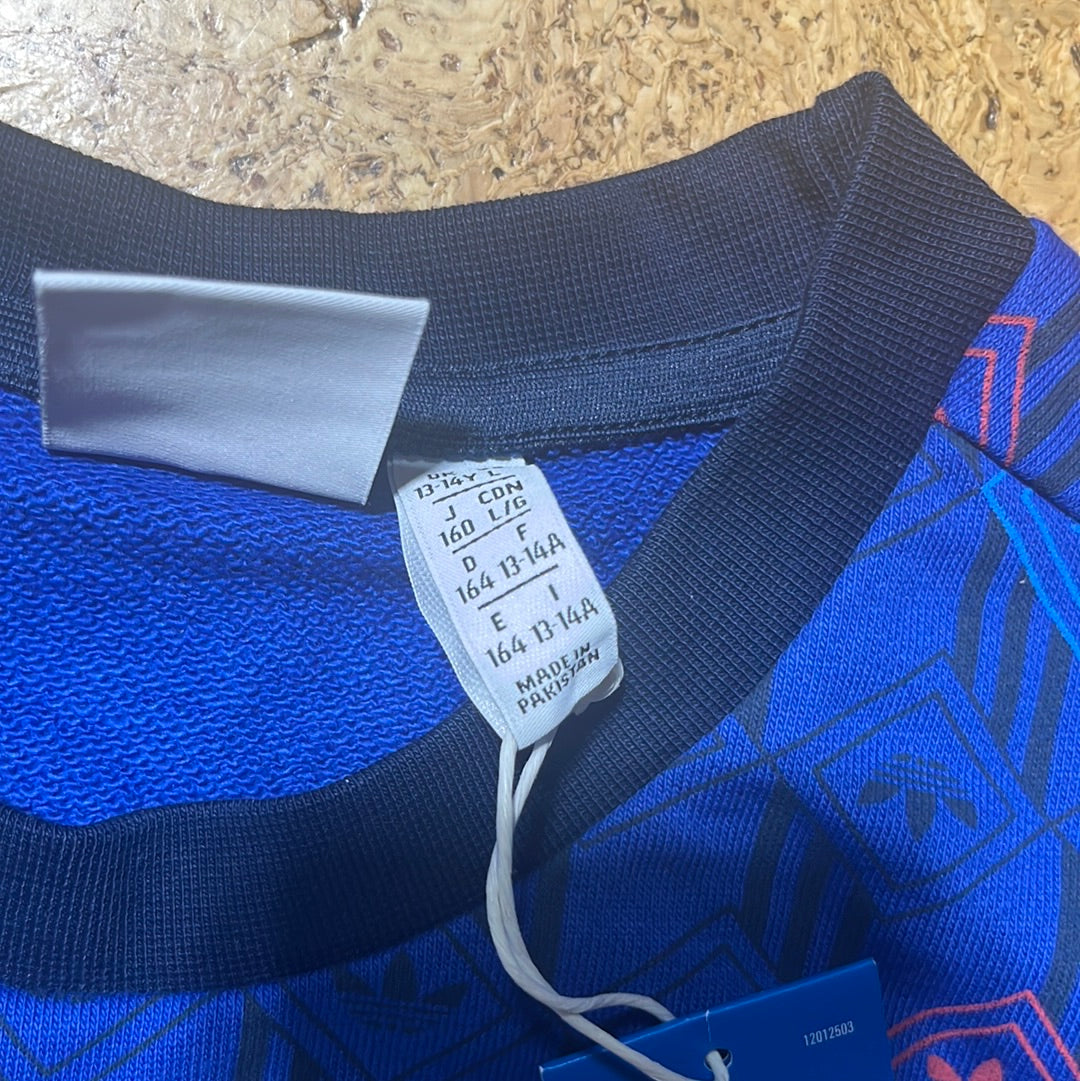 13-14Y L
J CDN
160 L/G
D F
164 13-14A
E I
164 13-14A
MADE IN
PAKISTAN
12012503